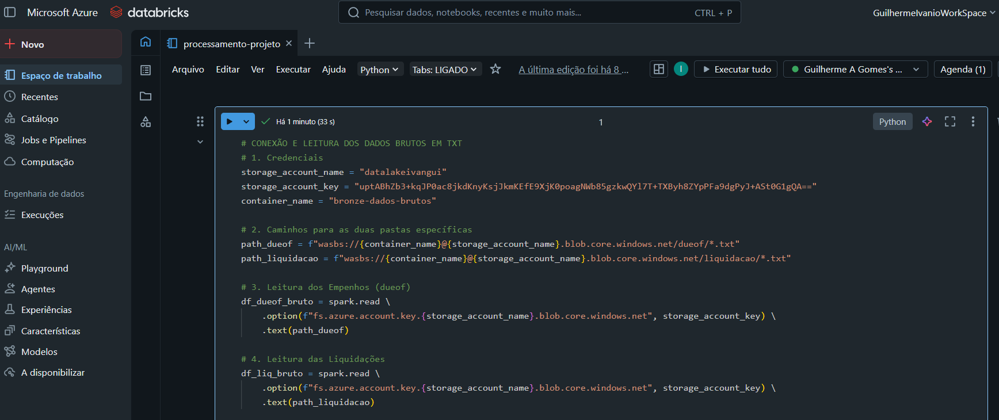 Microsoft Azure databricks
Pesquisar dados, notebooks, recentes e muito mais... CTRL + P
GuilhermeIvanioWorkSpace
Novo
Espaço de trabalho
Recentes
Catálogo
Jobs e Pipelines
Computação
Engenharia de dados
Execuções
AI/ML
Playground
Agentes
Experiências
Características
Modelos
A disponibilizar
processamento-projeto
Arquivo Editar Ver Executar Ajuda Python Tabs: LIGADO A última edição foi há 8 ... I Executar tudo Guilherme A Gomes's ... Agenda (1)
Há 1 minuto (33 s) 1 Python
# CONEXÃO E LEITURA DOS DADOS BRUTOS EM TXT
# 1. Credenciais
storage_account_name = "datalakeivangui"
storage_account_key = "uptABhZb3+kqJP0ac8jkdKnyKsjJkmKEfE9XjK0poagNWb85gzkwQYl7T+TXByh8ZYpPFa9dgPyJ+ASt0G1gQA=="
container_name = "bronze-dados-brutos"
# 2. Caminhos para as duas pastas específicas
path_dueof = f"wasbs://{container_name}@{storage_account_name}.blob.core.windows.net/dueof/*.txt"
path_liquidacao = f"wasbs://{container_name}@{storage_account_name}.blob.core.windows.net/liquidacao/*.txt"
# 3. Leitura dos Empenhos (dueof)
df_dueof_bruto = spark.read \
.option(f"fs.azure.account.key.{storage_account_name}.blob.core.windows.net", storage_account_key) \
.text(path_dueof)
# 4. Leitura das Liquidações
df_liq_bruto = spark.read \
.option(f"fs.azure.account.key.{storage_account_name}.blob.core.windows.net", storage_account_key) \
.text(path_liquidacao)